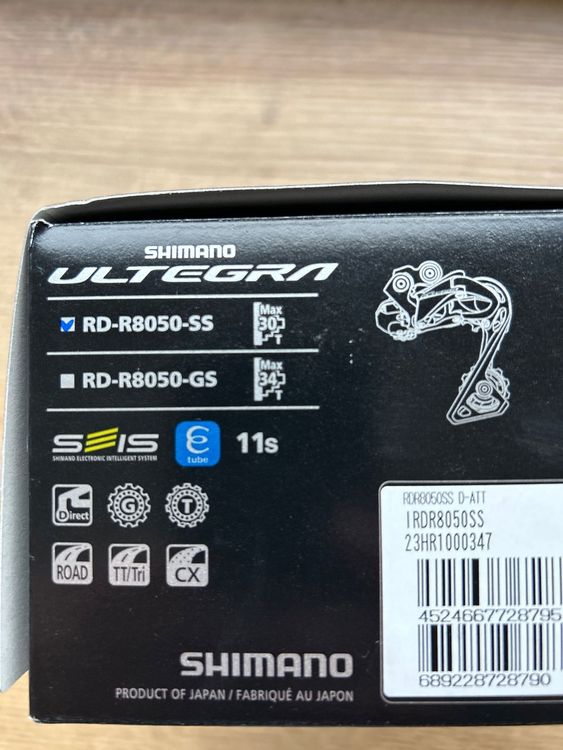 SHIMANO
ULTEGRA
RD-R8050-SS
Max
30
T
RD-R8050-GS
Max
34
T
SEIS
SHIMANO ELECTRONIC INTELLIGENT SYSTEM
e
tube
11s
Direct
G
T
ROAD
TT/Tri
CX
RDR8050SS D-ATT
IRDR8050SS
23HR1000347
4524667728795
689228728790
SHIMANO
PRODUCT OF JAPAN / FABRIQUÉ AU JAPON